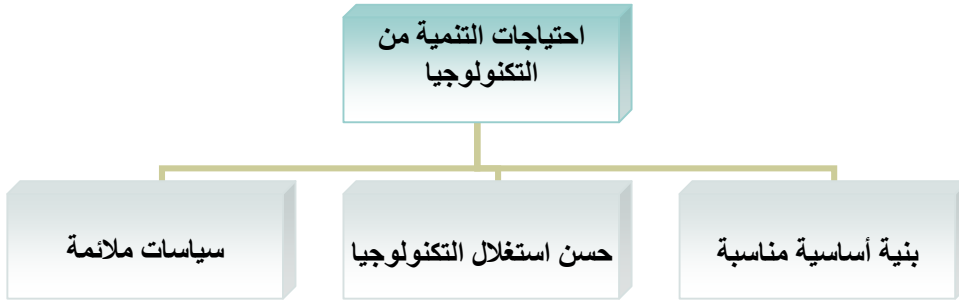 احتياجات التنمية من
التكنولوجيا
بنية أساسية مناسبة
حسن استغلال التكنولوجيا
سياسات ملائمة